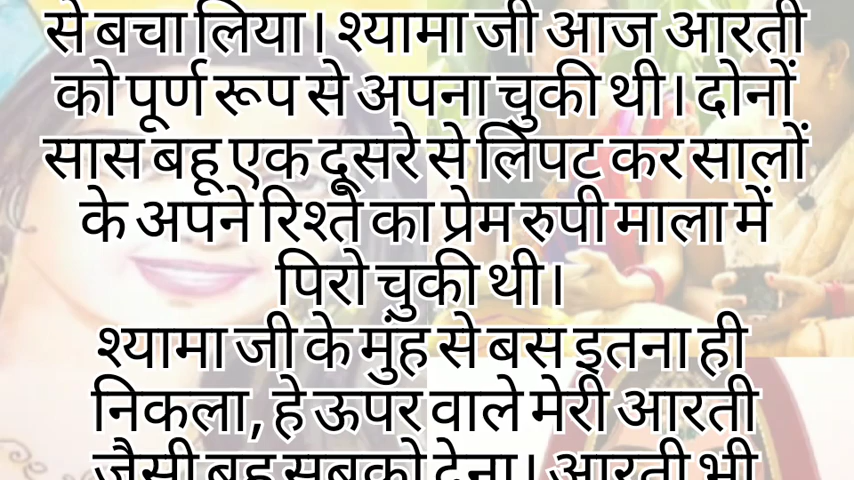 से बचा लिया। श्यामा जी आज आरती
को पूर्ण रूप से अपना चुकी थी। दोनों
सास बहू एक दूसरे से लिपट कर सालों
के अपने रिश्ते का प्रेम रुपी माला में
पिरो चुकी थी।
श्यामा जी के मुंह से बस इतना ही
निकला, हे ऊपर वाले मेरी आरती
जैसी बहू सबको देना। आरती भी